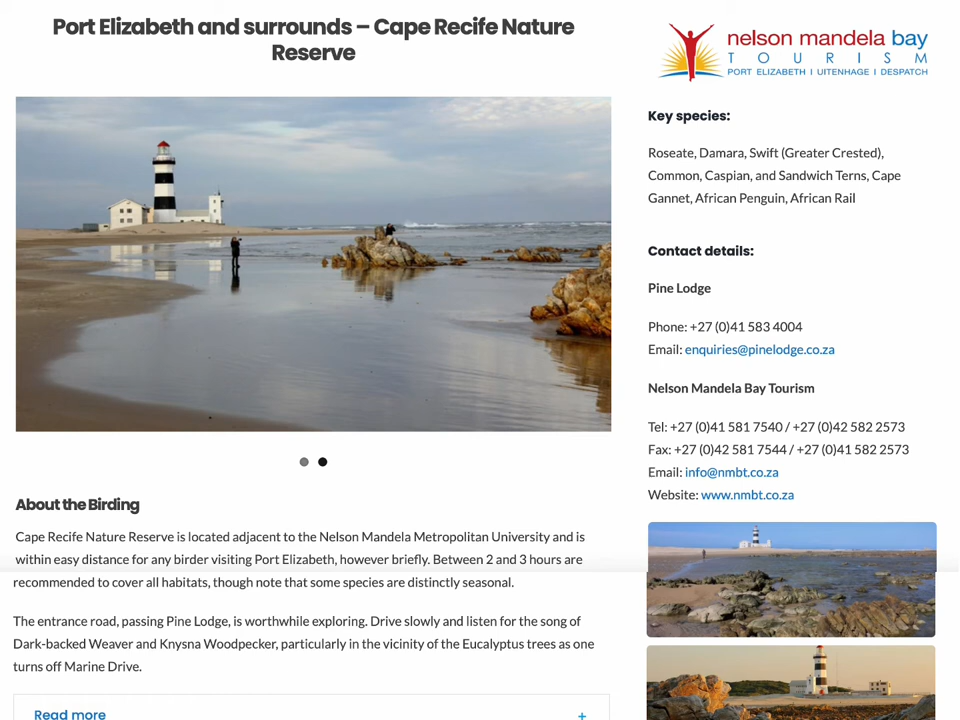 Port Elizabeth and surrounds – Cape Recife Nature
Reserve
About the Birding
Cape Recife Nature Reserve is located adjacent to the Nelson Mandela Metropolitan University and is
within easy distance for any birder visiting Port Elizabeth, however briefly. Between 2 and 3 hours are
recommended to cover all habitats, though note that some species are distinctly seasonal.
The entrance road, passing Pine Lodge, is worthwhile exploring. Drive slowly and listen for the song of
Dark-backed Weaver and Knysna Woodpecker, particularly in the vicinity of the Eucalyptus trees as one
turns off Marine Drive.
Read more +
nelson mandela bay
TOURISM
PORT ELIZABETH I UITENHAGE I DESPATCH
Key species:
Roseate, Damara, Swift (Greater Crested),
Common, Caspian, and Sandwich Terns, Cape
Gannet, African Penguin, African Rail
Contact details:
Pine Lodge
Phone: +27 (0)41 583 4004
Email: enquiries@pinelodge.co.za
Nelson Mandela Bay Tourism
Tel: +27 (0)41 581 7540 / +27 (0)42 582 2573
Fax: +27 (0)42 581 7544 / +27 (0)41 582 2573
Email: info@nmbt.co.za
Website: www.nmbt.co.za